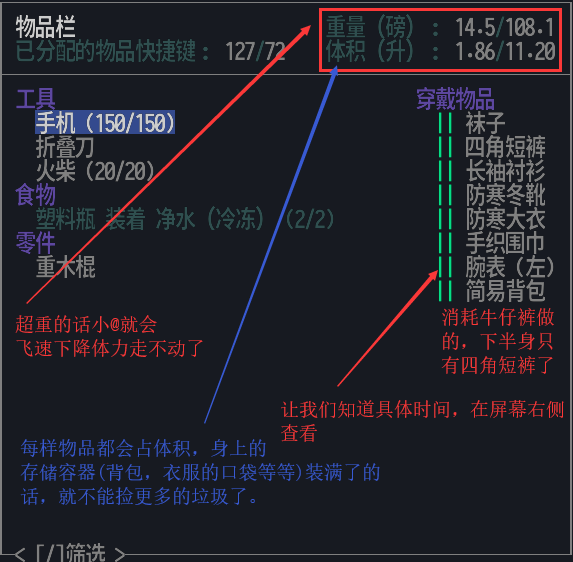 物品栏
重量（磅）： 14.5/108.1
已分配的物品快捷键： 127/72
体积（升）： 1.86/11.20
工具
手机（150/150）
折叠刀
火柴（20/20）
食物
塑料瓶 装着 净水（冷冻）（2/2）
零件
重木棍
穿戴物品
|| 袜子
|| 四角短裤
|| 长袖衬衫
|| 防寒冬靴
|| 防寒大衣
|| 手织围巾
|| 腕表（左）
|| 简易背包
超重的话小@就会
飞速下降体力走不动了
消耗牛仔裤做
的，下半身只
有四角短裤了
让我们知道具体时间，在屏幕右侧
查看
每样物品都会占体积，身上的
存储容器(背包，衣服的口袋等等)装满了的
话，就不能捡更多的垃圾了。
< [/]筛选 >